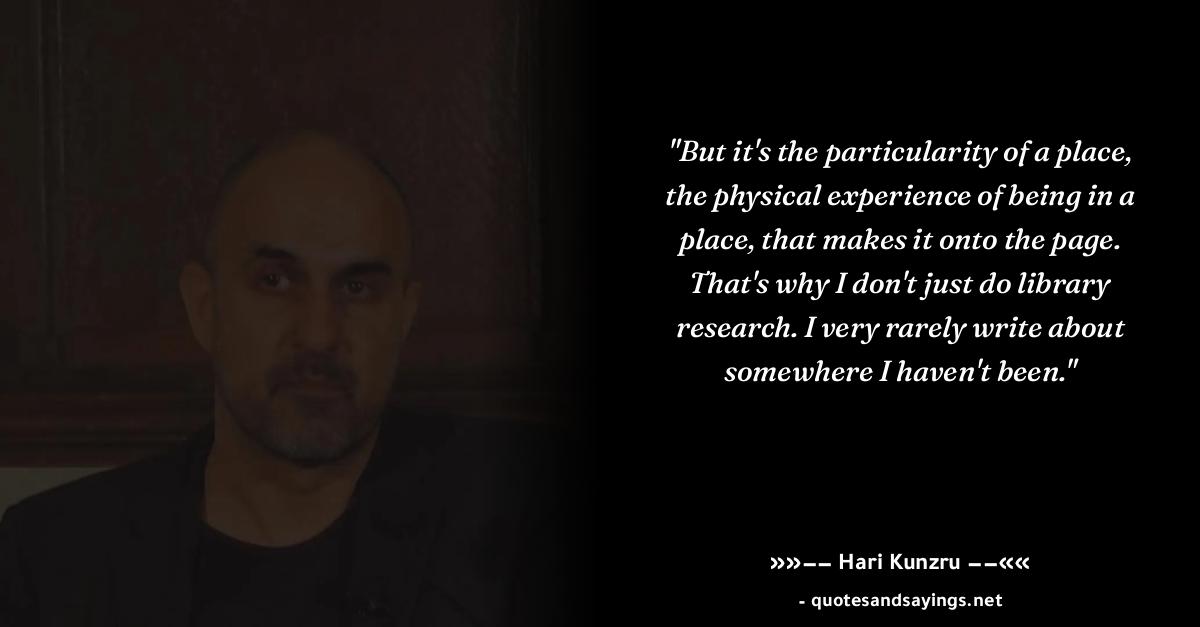 "But it's the particularity of a place,
the physical experience of being in a
place, that makes it onto the page.
That's why I don't just do library
research. I very rarely write about
somewhere I haven't been."
»»–– Hari Kunzru ––««
- quotesandsayings.net